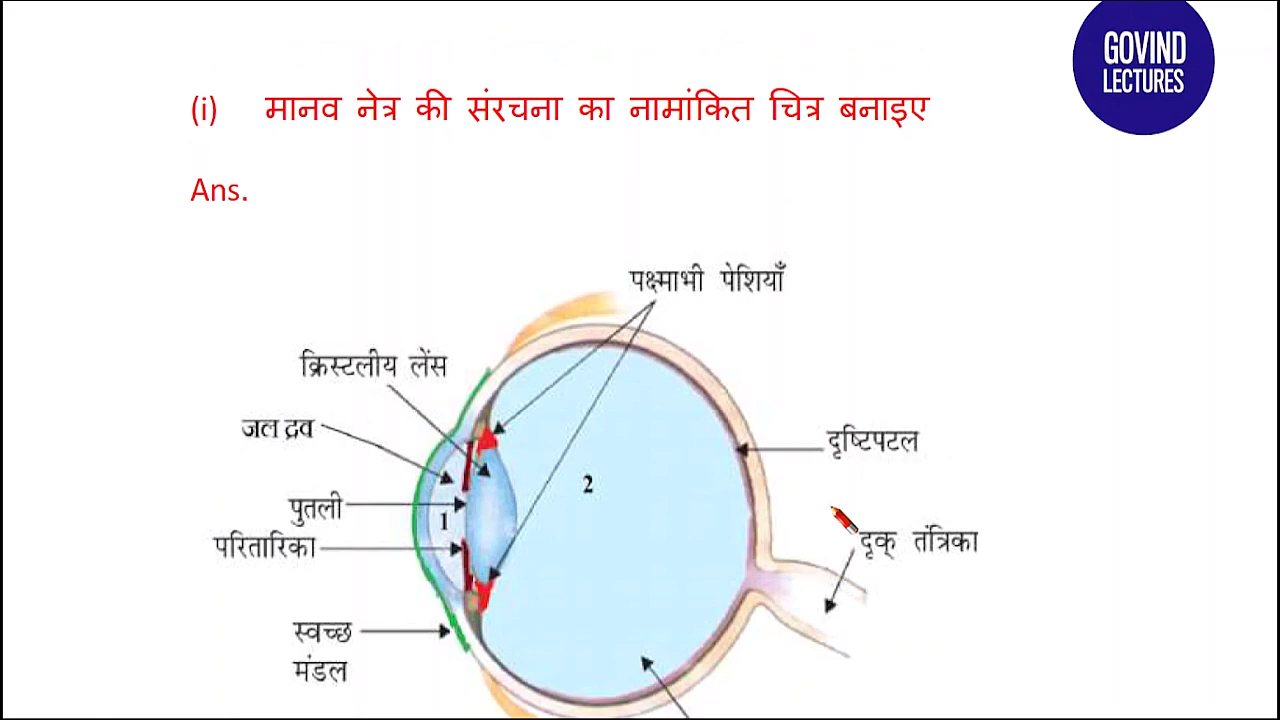 GOVIND
LECTURES
(i) मानव नेत्र की संरचना का नामांकित चित्र बनाइए
Ans.
पक्ष्माभी पेशियाँ
क्रिस्टलीय लेंस
जल द्रव
दृष्टिपटल
2
पुतली
1
परितारिका
दृक् तंत्रिका
स्वच्छ
मंडल